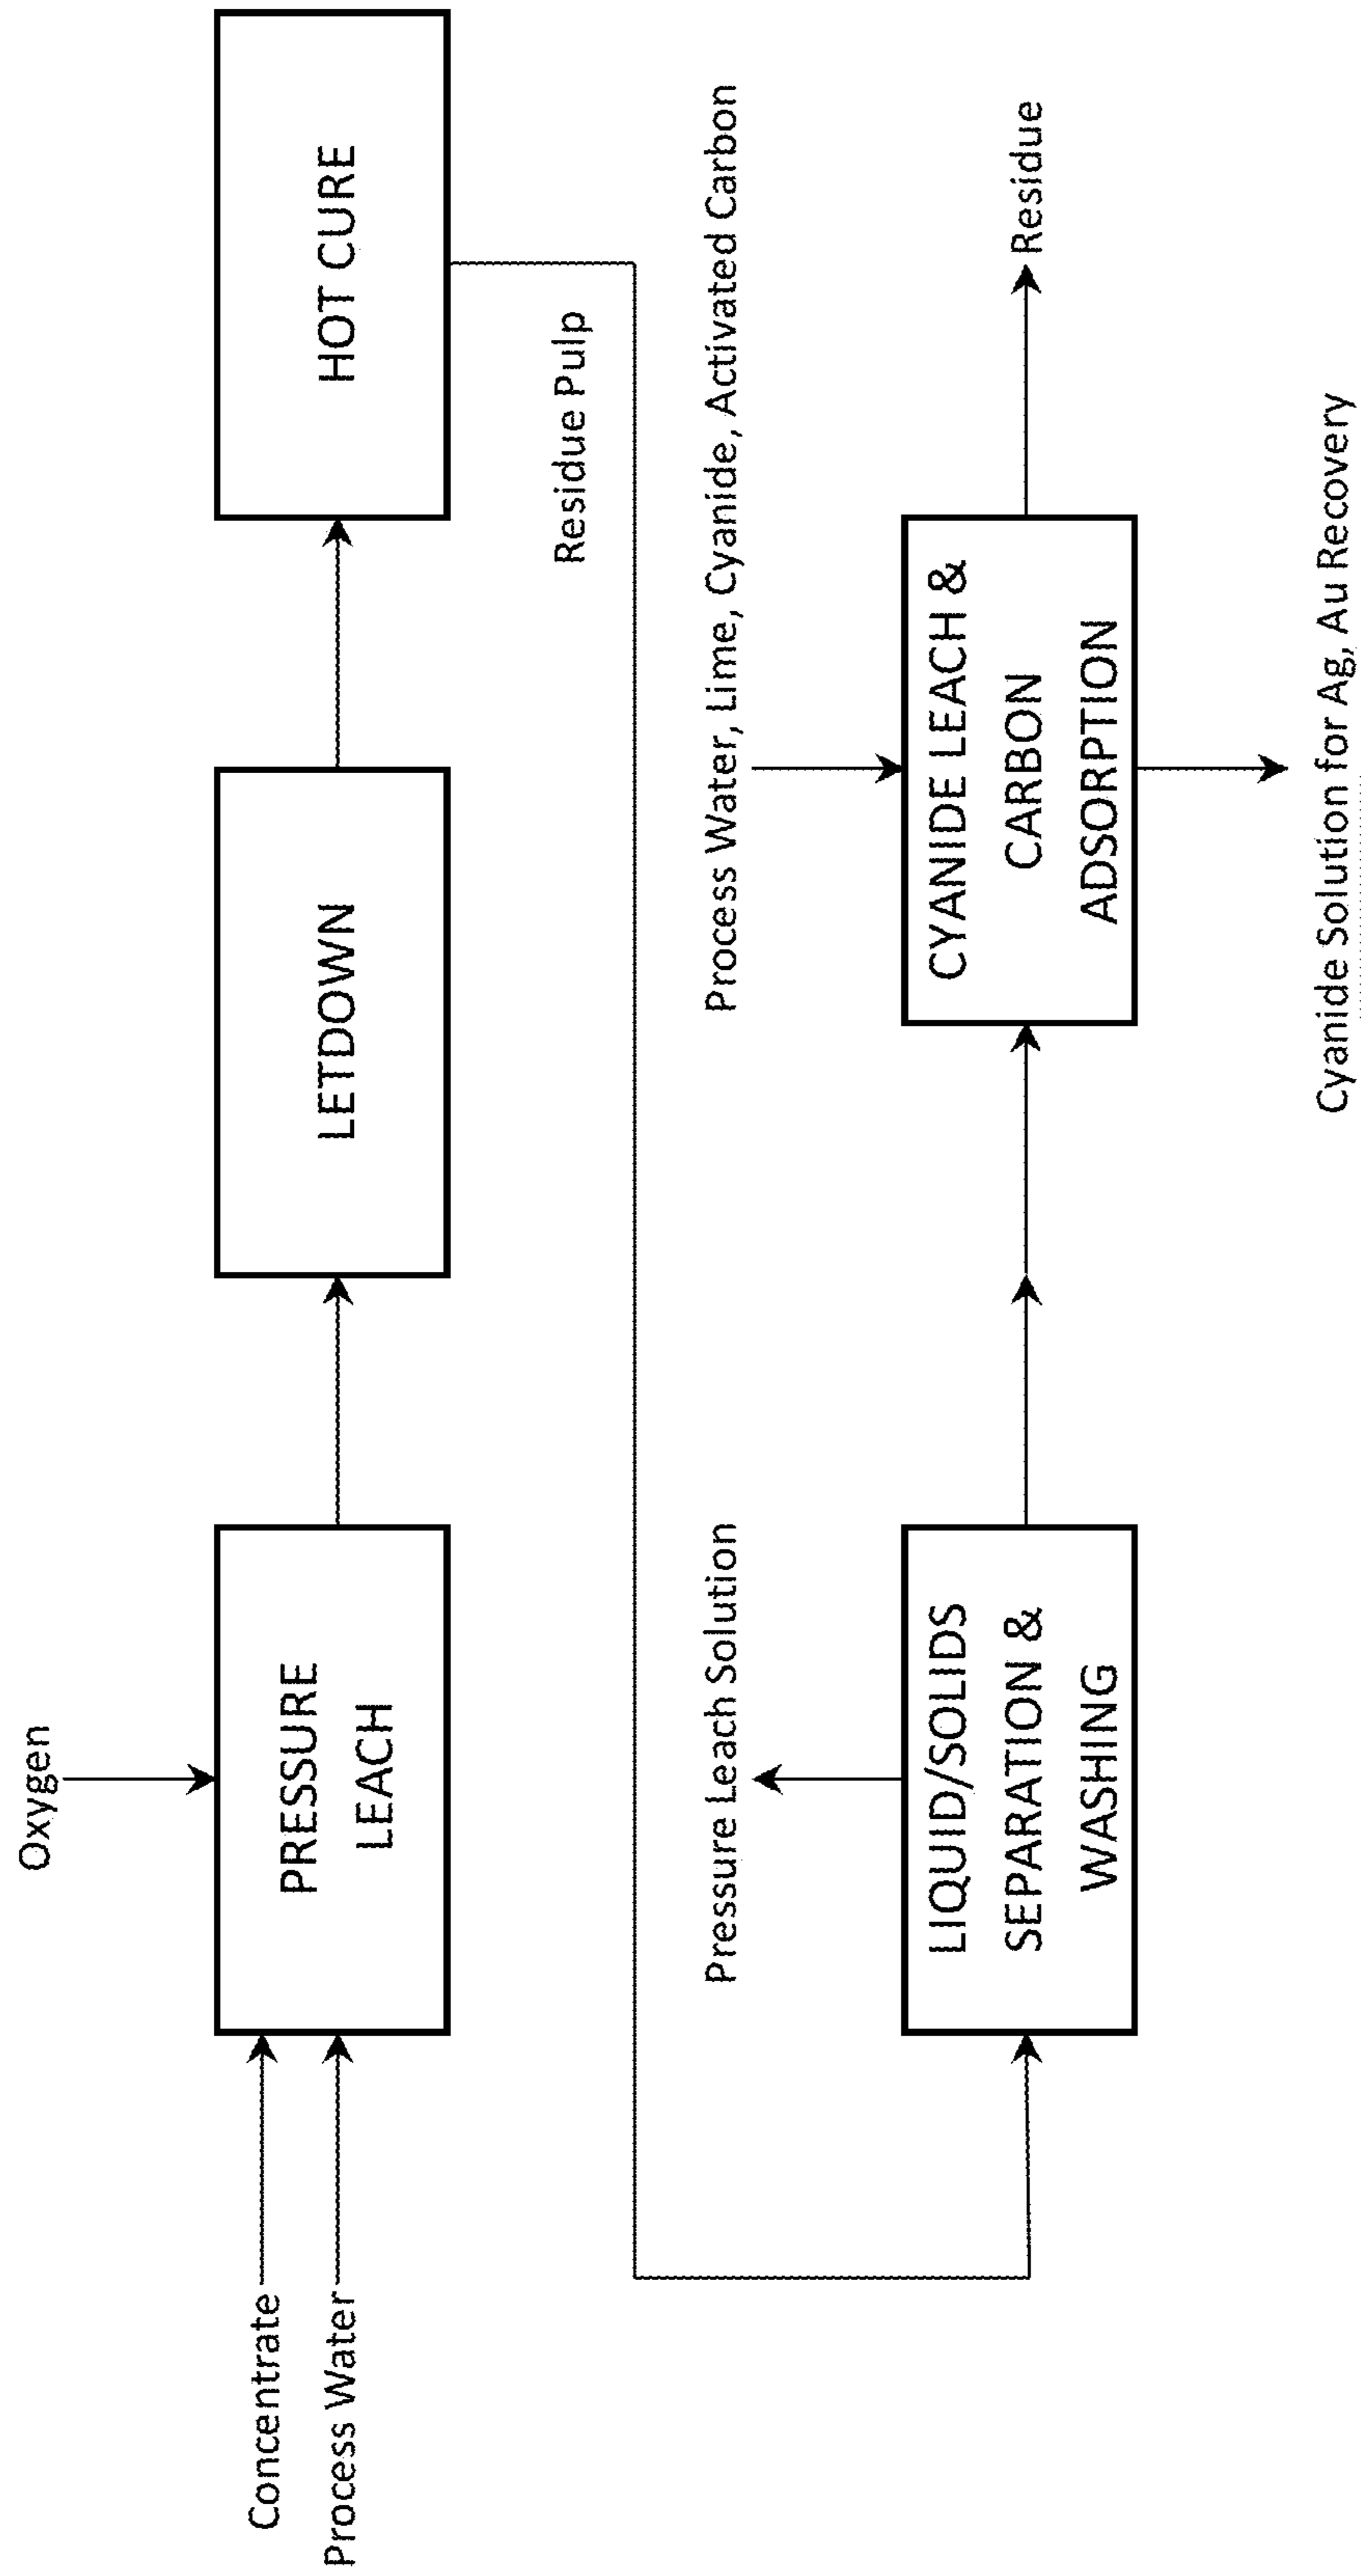 Oxygen
Concentrate
Process Water
PRESSURE
LEACH
LETDOWN
HOT CURE
Residue Pulp
Pressure Leach Solution
Process Water, Lime, Cyanide, Activated Carbon
LIQUID/SOLIDS
SEPARATION &
WASHING
CYANIDE LEACH &
CARBON
ADSORPTION
Residue
Cyanide Solution for Ag, Au Recovery